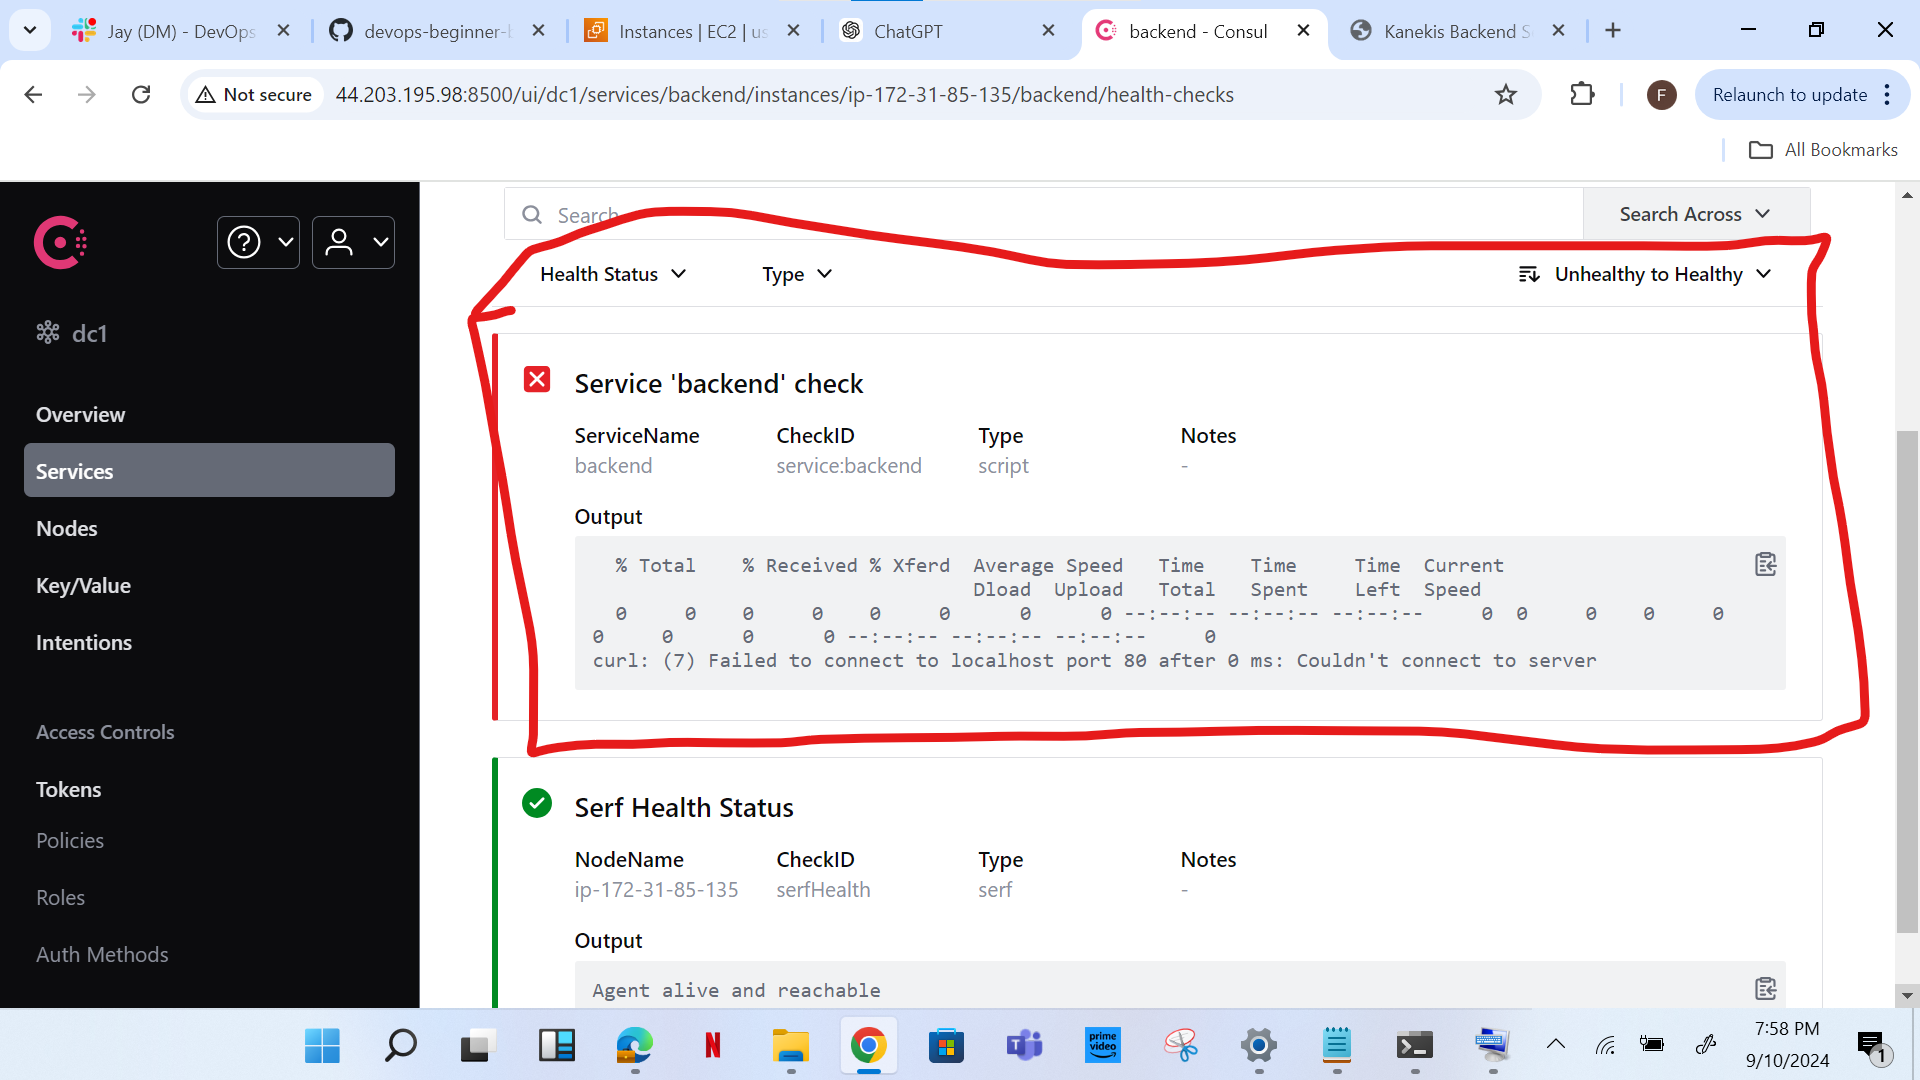 Jay (DM) - DevOps
devops-beginner-b
Instances | EC2 | us
ChatGPT
backend - Consul
Kanekis Backend S
Not secure
44.203.195.98:8500/ui/dc1/services/backend/instances/ip-172-31-85-135/backend/health-checks
F
Relaunch to update
All Bookmarks
dc1
Overview
Services
Nodes
Key/Value
Intentions
Access Controls
Tokens
Policies
Roles
Auth Methods
Search
Search Across
Health Status
Type
Unhealthy to Healthy
Service 'backend' check
ServiceName CheckID Type Notes
backend service:backend script -
Output
% Total % Received % Xferd Average Speed Time Time Time Current
Dload Upload Total Spent Left Speed
0 0 0 0 0 0 0 0 --:--:-- --:--:-- --:--:-- 0 0 0 0 0
0 0 0 0 --:--:-- --:--:-- --:--:-- 0
curl: (7) Failed to connect to localhost port 80 after 0 ms: Couldn't connect to server
Serf Health Status
NodeName CheckID Type Notes
ip-172-31-85-135 serfHealth serf -
Output
Agent alive and reachable
N
prime video
7:58 PM
9/10/2024
1